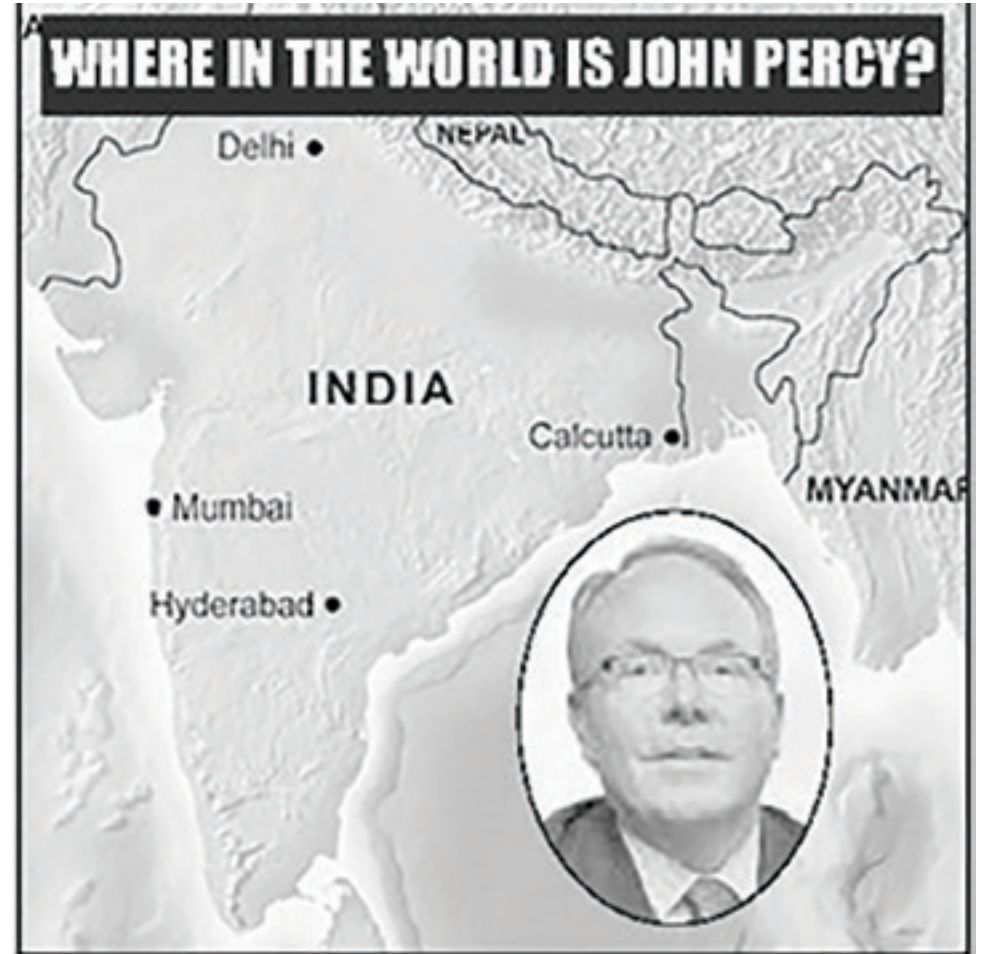 WHERE IN THE WORLD IS JOHN PERCY?
Delhi
NEPAL
INDIA
Calcutta
Mumbai
MYANMAR
Hyderabad